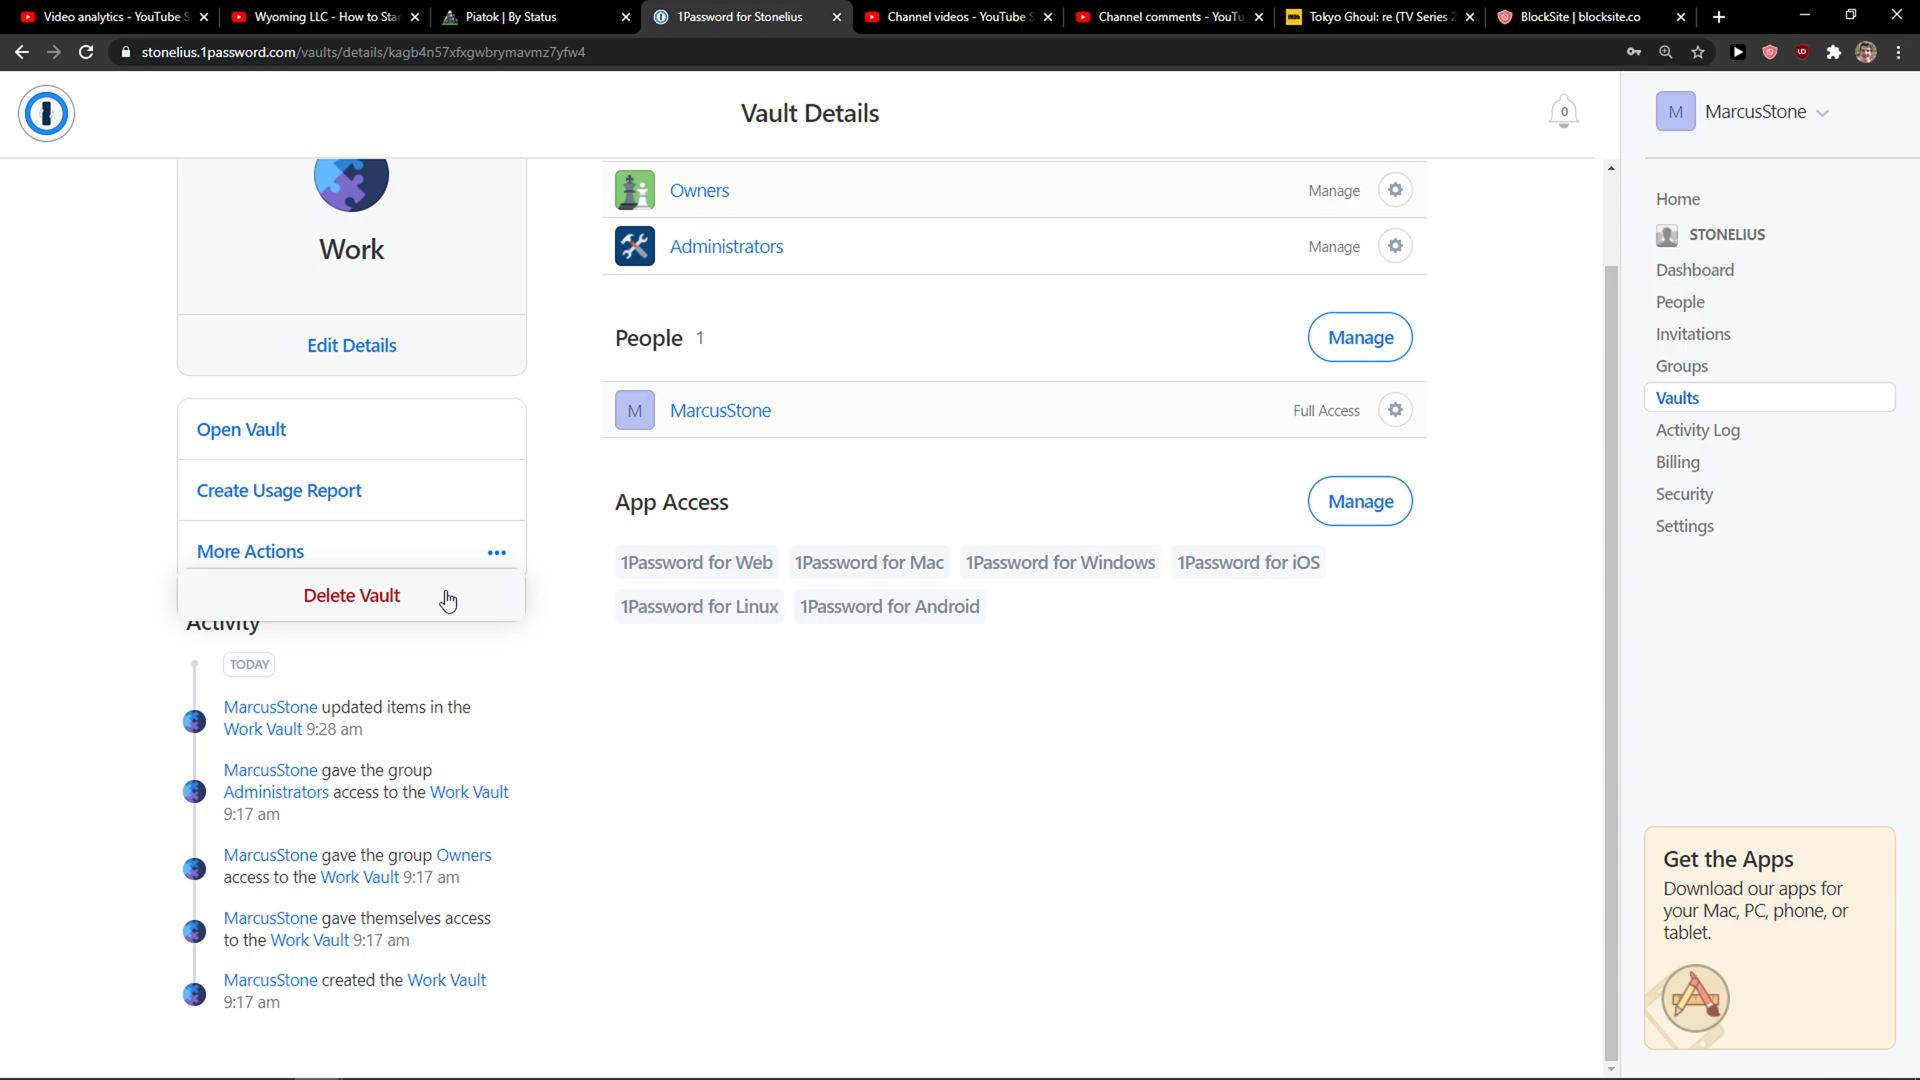 Video analytics - YouTube S
Wyoming LLC - How to Star
Piatok | By Status
1Password for Stonelius
Channel videos - YouTube S
Channel comments - YouTu
Tokyo Ghoul: re (TV Series 2
BlockSite | blocksite.co
stonelius.1password.com/vaults/details/kagb4n57xfxgwbrymavmz7yfw4
Vault Details
0
M
MarcusStone
Work
Edit Details
Open Vault
Create Usage Report
More Actions
Delete Vault
Activity
TODAY
MarcusStone updated items in the
Work Vault 9:28 am
MarcusStone gave the group
Administrators access to the Work Vault
9:17 am
MarcusStone gave the group Owners
access to the Work Vault 9:17 am
MarcusStone gave themselves access
to the Work Vault 9:17 am
MarcusStone created the Work Vault
9:17 am
Owners
Manage
Administrators
Manage
People 1
Manage
M
MarcusStone
Full Access
App Access
Manage
1Password for Web
1Password for Mac
1Password for Windows
1Password for iOS
1Password for Linux
1Password for Android
Home
STONELIUS
Dashboard
People
Invitations
Groups
Vaults
Activity Log
Billing
Security
Settings
Get the Apps
Download our apps for
your Mac, PC, phone, or
tablet.